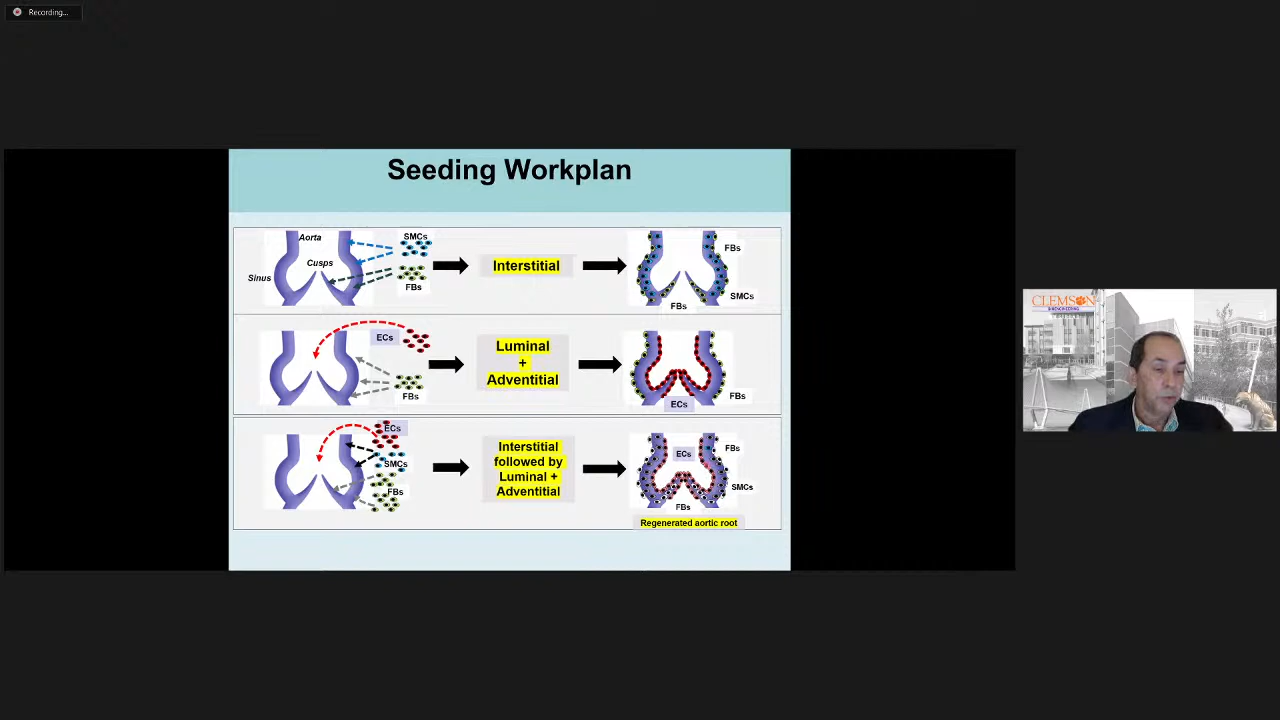 Recording...
Seeding Workplan
Aorta
Cusps
Sinus
SMCs
FBs
Interstitial
FBs
SMCs
FBs
ECs
FBs
Luminal
+
Adventitial
FBs
ECs
ECs
SMCs
FBs
Interstitial
followed by
Luminal +
Adventitial
ECs
FBs
SMCs
FBs
Regenerated aortic root
CLEMSON